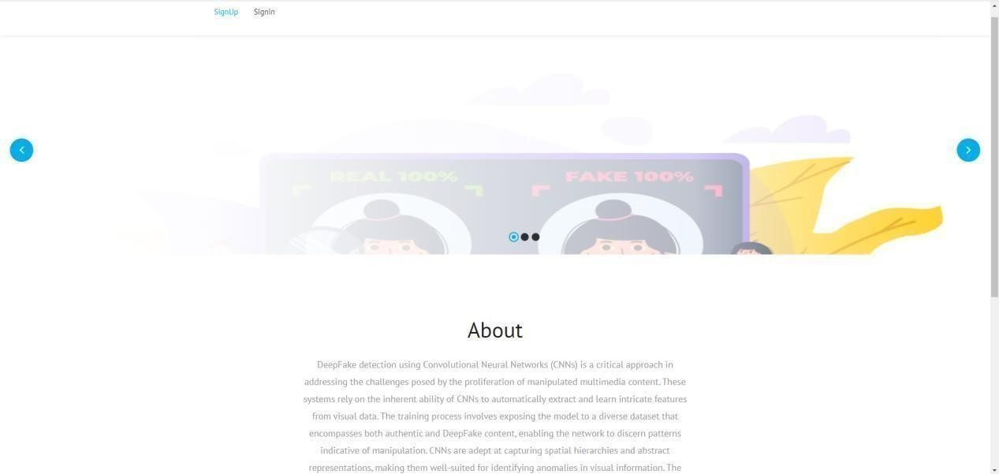 SignUp SignIn
REAL 100% FAKE 100%
About
DeepFake detection using Convolutional Neural Networks (CNNs) is a critical approach in
addressing the challenges posed by the proliferation of manipulated multimedia content. These
systems rely on the inherent ability of CNNs to automatically extract and learn intricate features
from visual data. The training process involves exposing the model to a diverse dataset that
encompasses both authentic and DeepFake content, enabling the network to discern patterns
indicative of manipulation. CNNs are adept at capturing spatial hierarchies and abstract
representations, making them well-suited for identifying anomalies in visual information. The